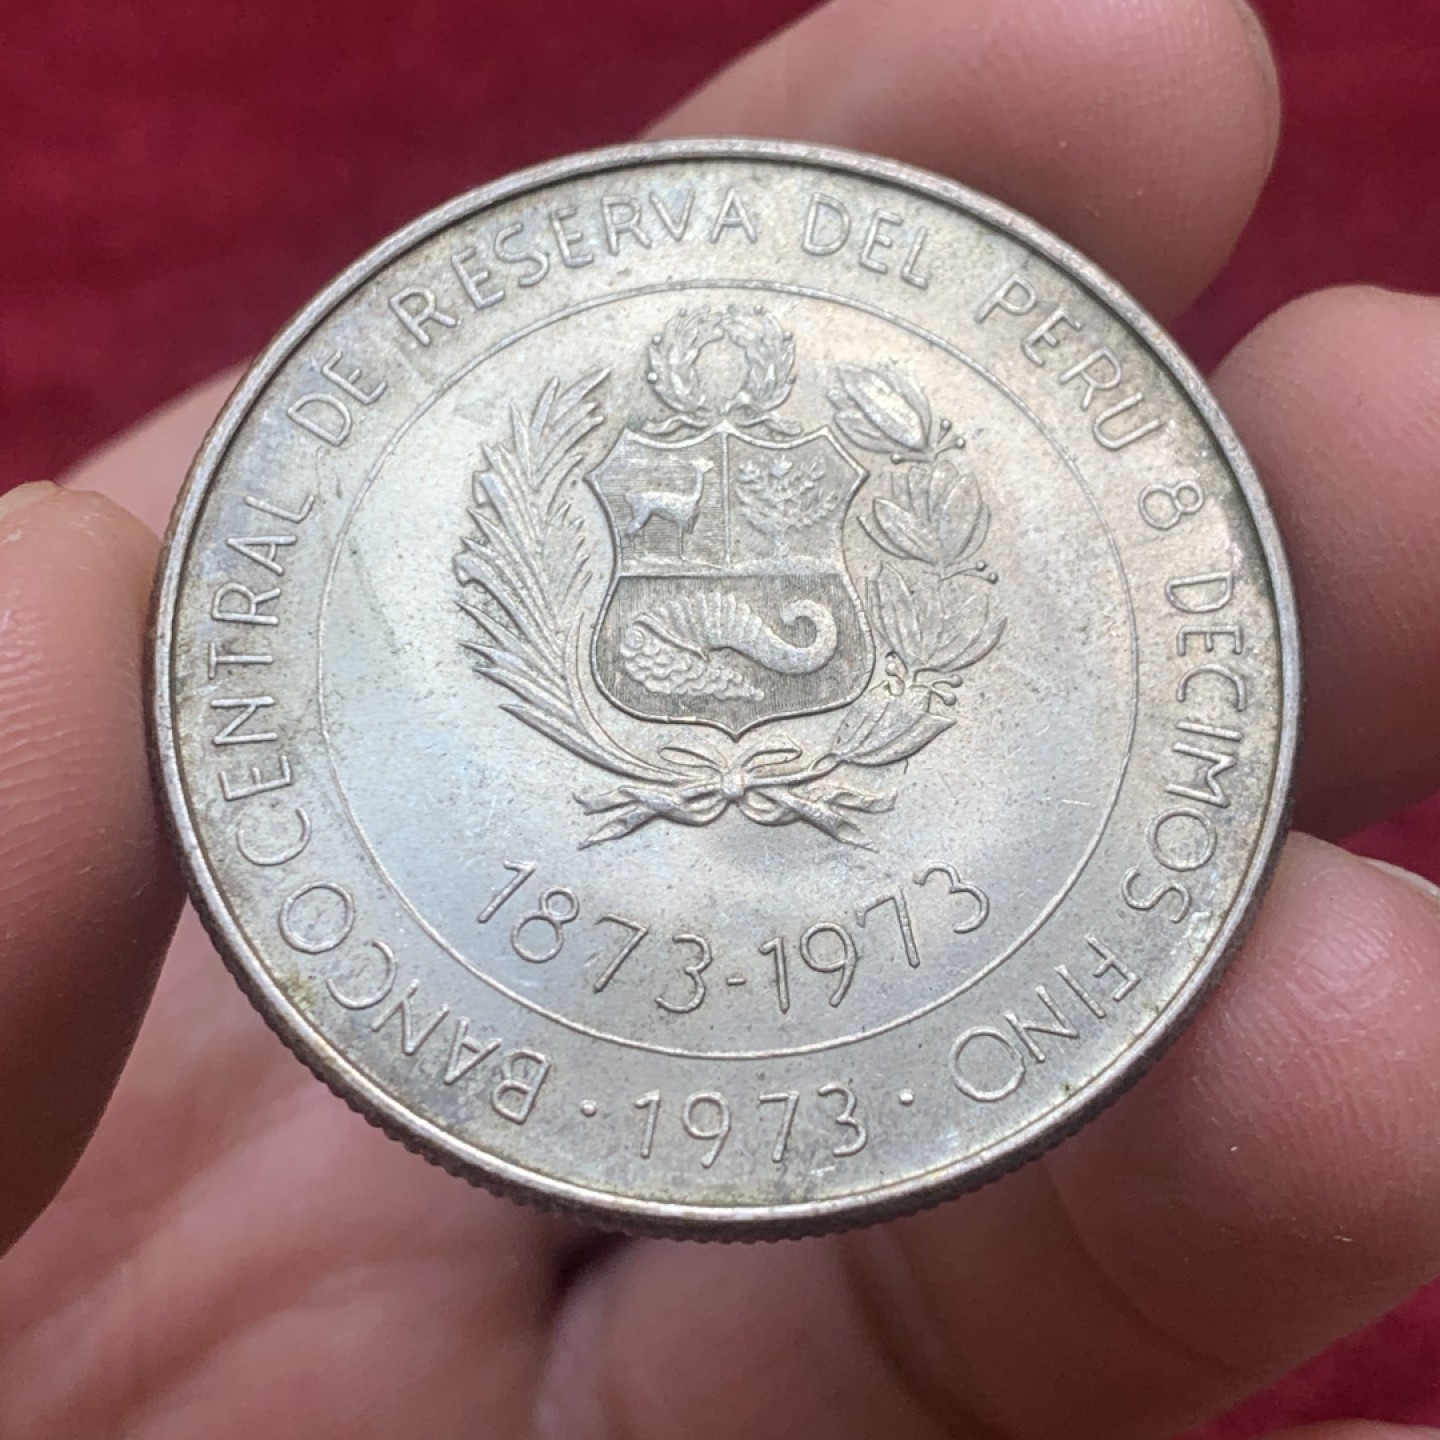 BANCO CENTRAL DE RESERVA DEL PERU 8 DECIMOS FINO
1873-1973
· 1973 ·